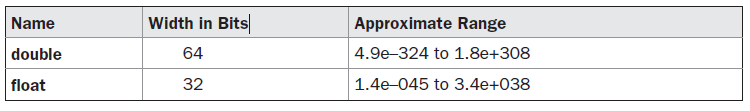 Name Width in Bits Approximate Range
double 64 4.9e–324 to 1.8e+308
float 32 1.4e–045 to 3.4e+038